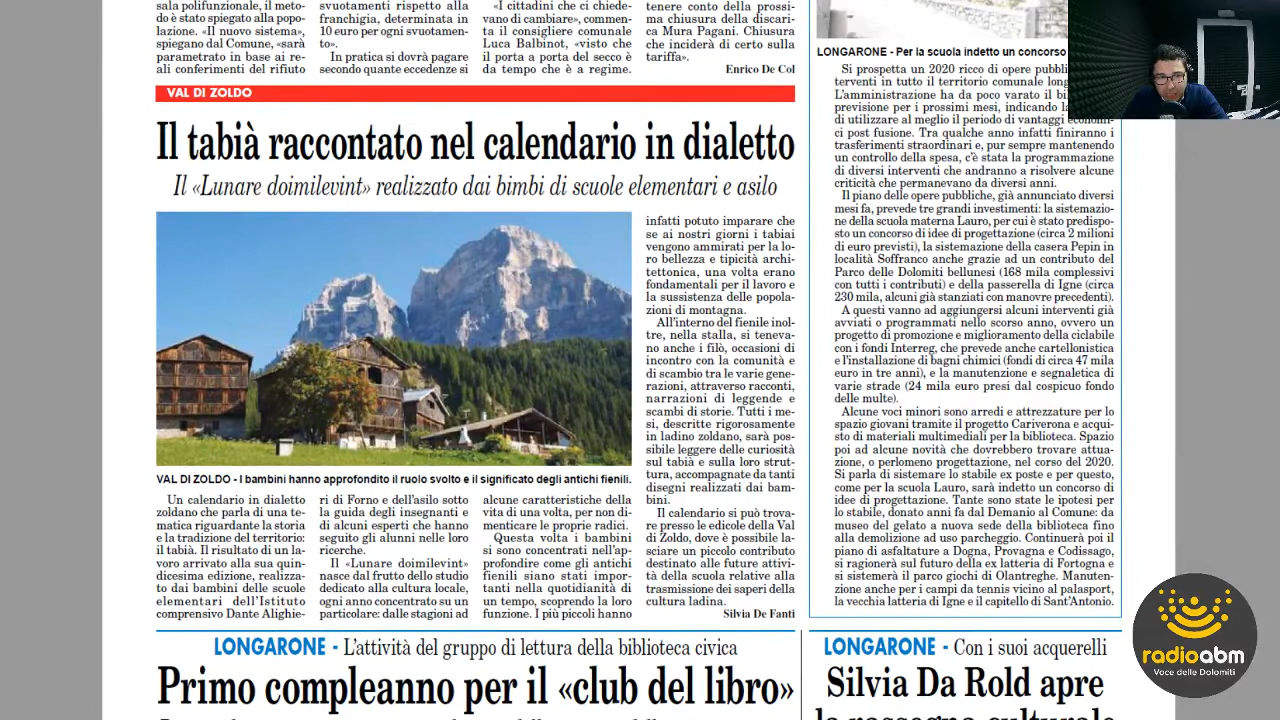 sala polifunzionale, il meto-
do è stato spiegato alla popo-
lazione. «Il nuovo sistema»,
spiegano dal Comune, «sarà
parametrato in base ai re-
ali conferimenti del rifiuto
svuotamenti rispetto alla
franchigia, determinata in
10 euro per ogni svuotamen-
to».
In pratica si dovrà pagare
secondo quante eccedenze si
«I cittadini che ci chiede-
vano di cambiare», commen-
ta il consigliere comunale
Luca Balbinot, «visto che
il porta a porta del secco è
da tempo che è a regime.
tenere conto della prossi-
ma chiusura della discari-
ca Mura Pagani. Chiusura
che inciderà di certo sulla
tariffa».
Enrico De Col
VAL DI ZOLDO
Il tabià raccontato nel calendario in dialetto
Il «Lunare doimilevint» realizzato dai bimbi di scuole elementari e asilo
VAL DI ZOLDO - I bambini hanno approfondito il ruolo svolto e il significato degli antichi fienili.
Un calendario in dialetto
zoldano che parla di una te-
matica riguardante la storia
e la tradizione del territorio:
il tabià. Il risultato di un la-
voro arrivato alla sua quin-
dicesima edizione, realizza-
to dai bambini delle scuole
elementari dell'Istituto
comprensivo Dante Alighie-
ri di Forno e dell'asilo sotto
la guida degli insegnanti e
di alcuni esperti che hanno
seguito gli alunni nelle loro
ricerche.
Il «Lunare doimilevint»
nasce dal frutto dello studio
dedicato alla cultura locale,
ogni anno concentrato su un
particolare: dalle stagioni ad
alcune caratteristiche della
vita di una volta, per non di-
menticare le proprie radici.
Questa volta i bambini
si sono concentrati nell'ap-
profondire come gli antichi
fienili siano stati impor-
tanti nella quotidianità di
un tempo, scoprendo la loro
funzione. I più piccoli hanno
infatti potuto imparare che
se ai nostri giorni i tabiai
vengono ammirati per la lo-
ro bellezza e tipicità archi-
tettonica, una volta erano
fondamentali per il lavoro e
la sussistenza delle popola-
zioni di montagna.
All'interno del fienile inol-
tre, nella stalla, si teneva-
no anche i filò, occasioni di
incontro con la comunità e
di scambio tra le varie gene-
razioni, attraverso racconti,
narrazioni di leggende e
scambi di storie. Tutti i me-
si, descritte rigorosamente
in ladino zoldano, sarà pos-
sibile leggere delle curiosità
sul tabià e sulla loro strut-
tura, accompagnate da tanti
disegni realizzati dai bam-
bini.
Il calendario si può trova-
re presso le edicole della Val
di Zoldo, dove è possibile la-
sciare un piccolo contributo
destinato alle future attivi-
tà della scuola relative alla
trasmissione dei saperi della
cultura ladina.
Silvia De Fanti
LONGARONE - Per la scuola indetto un concorso
Si prospetta un 2020 ricco di opere pubbli
terventi in tutto il territorio comunale long
L'amministrazione ha da poco varato il bi
previsione per i prossimi mesi, indicando la
di utilizzare al meglio il periodo di vantaggi economi-
ci post fusione. Tra qualche anno infatti finiranno i
trasferimenti straordinari e, pur sempre mantenendo
un controllo della spesa, c'è stata la programmazione
di diversi interventi che andranno a risolvere alcune
criticità che permanevano da diversi anni.
Il piano delle opere pubbliche, già annunciato diversi
mesi fa, prevede tre grandi investimenti: la sistemazio-
ne della scuola materna Lauro, per cui è stato predispo-
sto un concorso di idee di progettazione (circa 2 milioni
di euro previsti), la sistemazione della casera Pepin in
località Soffranco anche grazie ad un contributo del
Parco delle Dolomiti bellunesi (168 mila complessivi
con tutti i contributi) e della passerella di Igne (circa
230 mila, alcuni già stanziati con manovre precedenti).
A questi vanno ad aggiungersi alcuni interventi già
avviati o programmati nello scorso anno, ovvero un
progetto di promozione e miglioramento della ciclabile
con i fondi Interreg, che prevede anche cartellonistica
e l'installazione di bagni chimici (fondi di circa 47 mila
euro in tre anni), e la manutenzione e segnaletica di
varie strade (24 mila euro presi dal cospicuo fondo
delle multe).
Alcune voci minori sono arredi e attrezzature per lo
spazio giovani tramite il progetto Cariverona e acqui-
sto di materiali multimediali per la biblioteca. Spazio
poi ad alcune novità che dovrebbero trovare attua-
zione, o perlomeno progettazione, nel corso del 2020.
Si parla di sistemare lo stabile ex poste e per questo,
come per la scuola Lauro, sarà indetto un concorso di
idee di progettazione. Tante sono state le ipotesi per
lo stabile, donato anni fa dal Demanio al Comune: da
museo del gelato a nuova sede della biblioteca fino
alla demolizione ad uso parcheggio. Continuerà poi il
piano di asfaltature a Dogna, Provagna e Codissago,
si ragionerà sul futuro della ex latteria di Fortogna e
si sistemerà il parco giochi di Olantreghe. Manuten-
zione anche per i campi da tennis vicino al palasport,
la vecchia latteria di Igne e il capitello di Sant'Antonio.
LONGARONE - L'attività del gruppo di lettura della biblioteca civica
Primo compleanno per il «club del libro»
LONGARONE - Con i suoi acquerelli
Silvia Da Rold apre
la rassegna culturale
radioabm
Voce delle Dolomiti